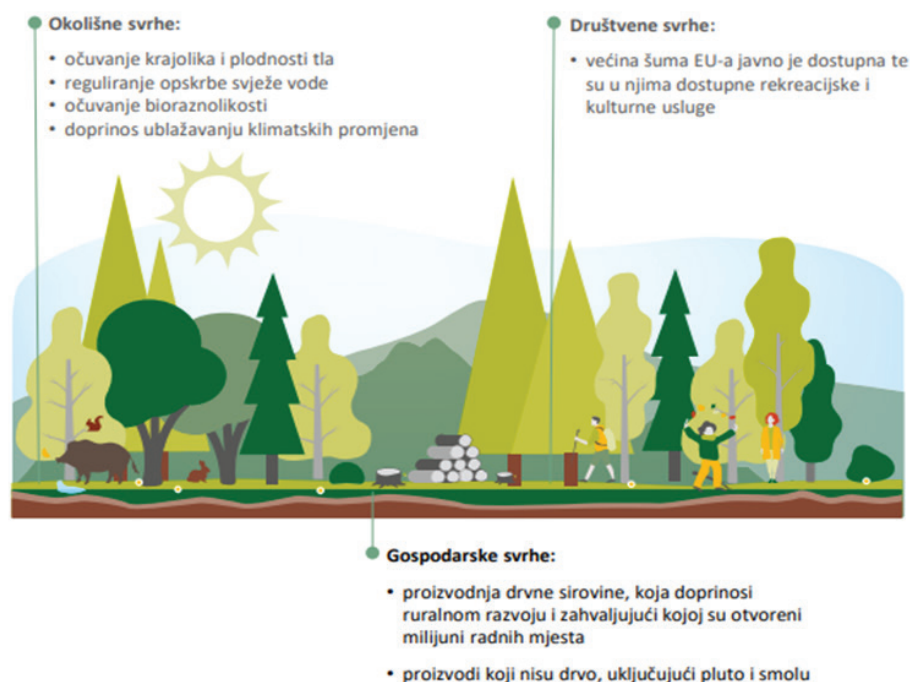 Okolišne svrhe:
• očuvanje krajolika i plodnosti tla
• reguliranje opskrbe svježe vode
• očuvanje bioraznolikosti
• doprinos ublažavanju klimatskih promjena
Društvene svrhe:
• većina šuma EU-a javno je dostupna te
su u njima dostupne rekreacijske i
kulturne usluge
Gospodarske svrhe:
• proizvodnja drvne sirovine, koja doprinosi
ruralnom razvoju i zahvaljujući kojoj su otvoreni
milijuni radnih mjesta
• proizvodi koji nisu drvo, uključujući pluto i smolu